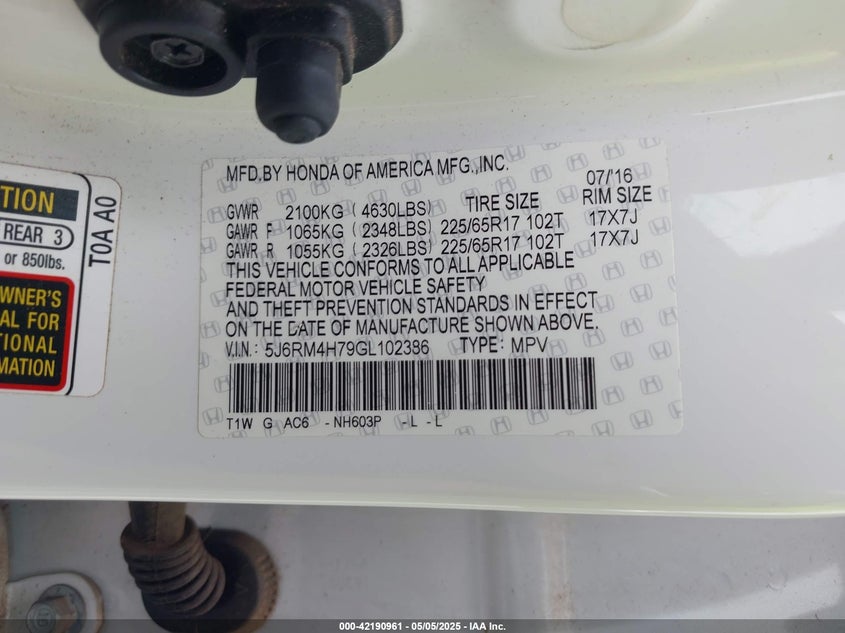 MFD.BY HONDA OF AMERICA MFG.,INC. 07/'16
GVWR 2100KG ( 4630LBS) TIRE SIZE RIM SIZE
GAWR F 1065KG ( 2348LBS) 225/65R17 102T 17X7J
GAWR R 1055KG ( 2326LBS) 225/65R17 102T 17X7J
THIS VEHICLE CONFORMS TO ALL APPLICABLE
FEDERAL MOTOR VEHICLE SAFETY
AND THEFT PREVENTION STANDARDS IN EFFECT
ON THE DATE OF MANUFACTURE SHOWN ABOVE.
V.I.N: 5J6RM4H79GL102386 TYPE: MPV
T1W G AC6 -NH603P -L -L
TION
REAR 3
or 850lbs.
WNER'S
AL FOR
TIONAL
MATION
T0A A0
000-42190961 - 05/05/2025 - IAA Inc.